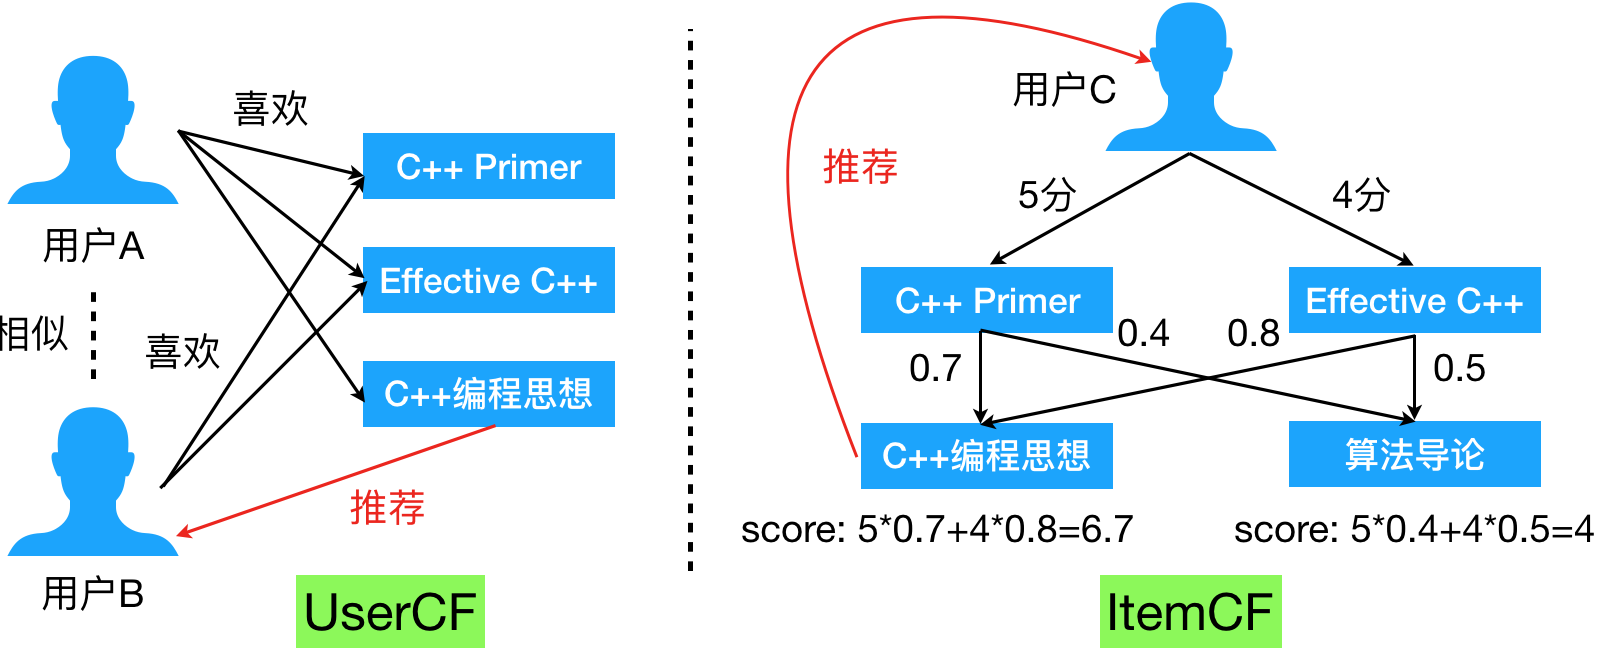 喜欢
C++ Primer
用户A
Effective C++
相似
喜欢
C++编程思想
推荐
用户B
UserCF
用户C
推荐
5分
4分
C++ Primer
Effective C++
0.4
0.8
0.7
0.5
C++编程思想
算法导论
score: 5*0.7+4*0.8=6.7
score: 5*0.4+4*0.5=4
ItemCF